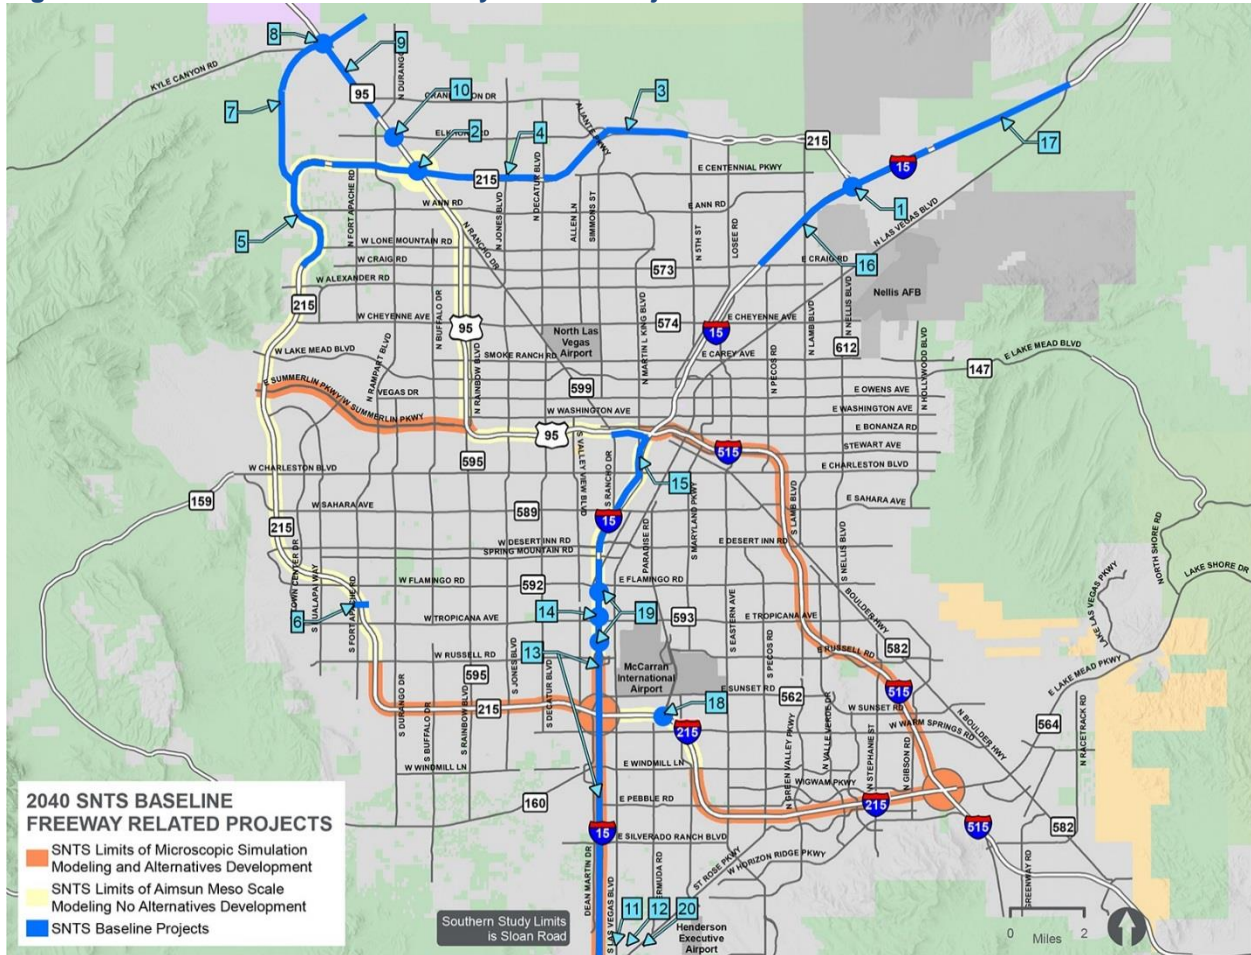 8
9
KYLE CANYON RD
N DURANGO
95
10
3
7
ELK
RD
2
4
ALIANTE PKWY
215
17
15
E CENTENNIAL PKWY
215
1
W ANN RD
E ANN RD
N FORT APACHE RD
N JONES BLVD
N DECATUR BLVD
ALLEN LN
SIMMONS ST
N 5TH ST
LOSEE RD
N LAS VEGAS BLVD
5
N RANCHO DR
W LONE MOUNTAIN RD
W CRAIG RD
573
E CRAIG RD
16
W ALEXANDER RD
Nellis AFB
215
N BUFFALO DR
95
W CHEYENNE AVE
North Las
Vegas
Airport
574
N MARTIN L KING BLVD
15
E CHEYENNE AVE
N LAMB BLVD
N NELLIS BLVD
612
N HOLLYWOOD BLVD
W LAKE MEAD BLVD
N RAMPART BLVD
SMOKE RANCH RD
N RAINBOW BLVD
E CAREY AVE
N PECOS RD
147
E LAKE MEAD BLVD
E SUMMERLIN PKWY/W SUMMERLIN PKWY
VEGAS DR
599
E OWENS AVE
W WASHINGTON AVE
E WASHINGTON AVE
95
E BONANZA RD
STEWART AVE
515
W CHARLESTON BLVD
595
S VALLEY VIEW BLVD
S RANCHO DR
15
E CHARLESTON BLVD
159
W SAHARA AVE
589
15
PARADISE RD
S MARYLAND PKWY
S LAMB BLVD
E SAHARA AVE
215
W DESERT INN RD
E DESERT INN RD
SPRING MOUNTAIN RD
TOWN CENTER DR
S HUALAPAI WAY
S NELLIS BLVD
NORTH SHORE RD
LAKE SHORE DR
W FLAMINGO RD
592
E FLAMINGO RD
LAKE LAS VEGAS PKWY
6
S FORT APACHE RD
W TROPICANA AVE
14
19
593
S EASTERN AVE
E TROPICANA AVE
BOULDER HWY
582
S PECOS RD
W RUSSELL RD
13
McCarran
International
Airport
E RUSSELL RD
E LAKE MEAD PKWY
595
S JONES BLVD
S DECATUR BLVD
E SUNSET RD
562
515
W SUNSET RD
S DURANGO DR
S BUFFALO DR
S RAINBOW BLVD
215
18
215
N GREEN VALLEY PKWY
N VALLE VERDE DR
N STEPHANIE ST
N GIBSON RD
W WARM SPRINGS RD
N BOULDER HWY
564
N RACETRACK RD
W WINDMILL LN
E WINDMILL LN
WIGWAM PKWY
160
E PEBBLE RD
215
15
E SILVERADO RANCH BLVD
515
582
DEAN MARTIN DR
S LAS VEGAS BLVD
ST ROSE PKWY
W HORIZON RIDGE PKWY
11
12
20
Henderson
Executive
Airport
Southern Study Limits
is Sloan Road
0
2
Miles
2040 SNTS BASELINE
FREEWAY RELATED PROJECTS
SNTS Limits of Microscopic Simulation
Modeling and Alternatives Development
SNTS Limits of Aimsun Meso Scale
Modeling No Alternatives Development
SNTS Baseline Projects